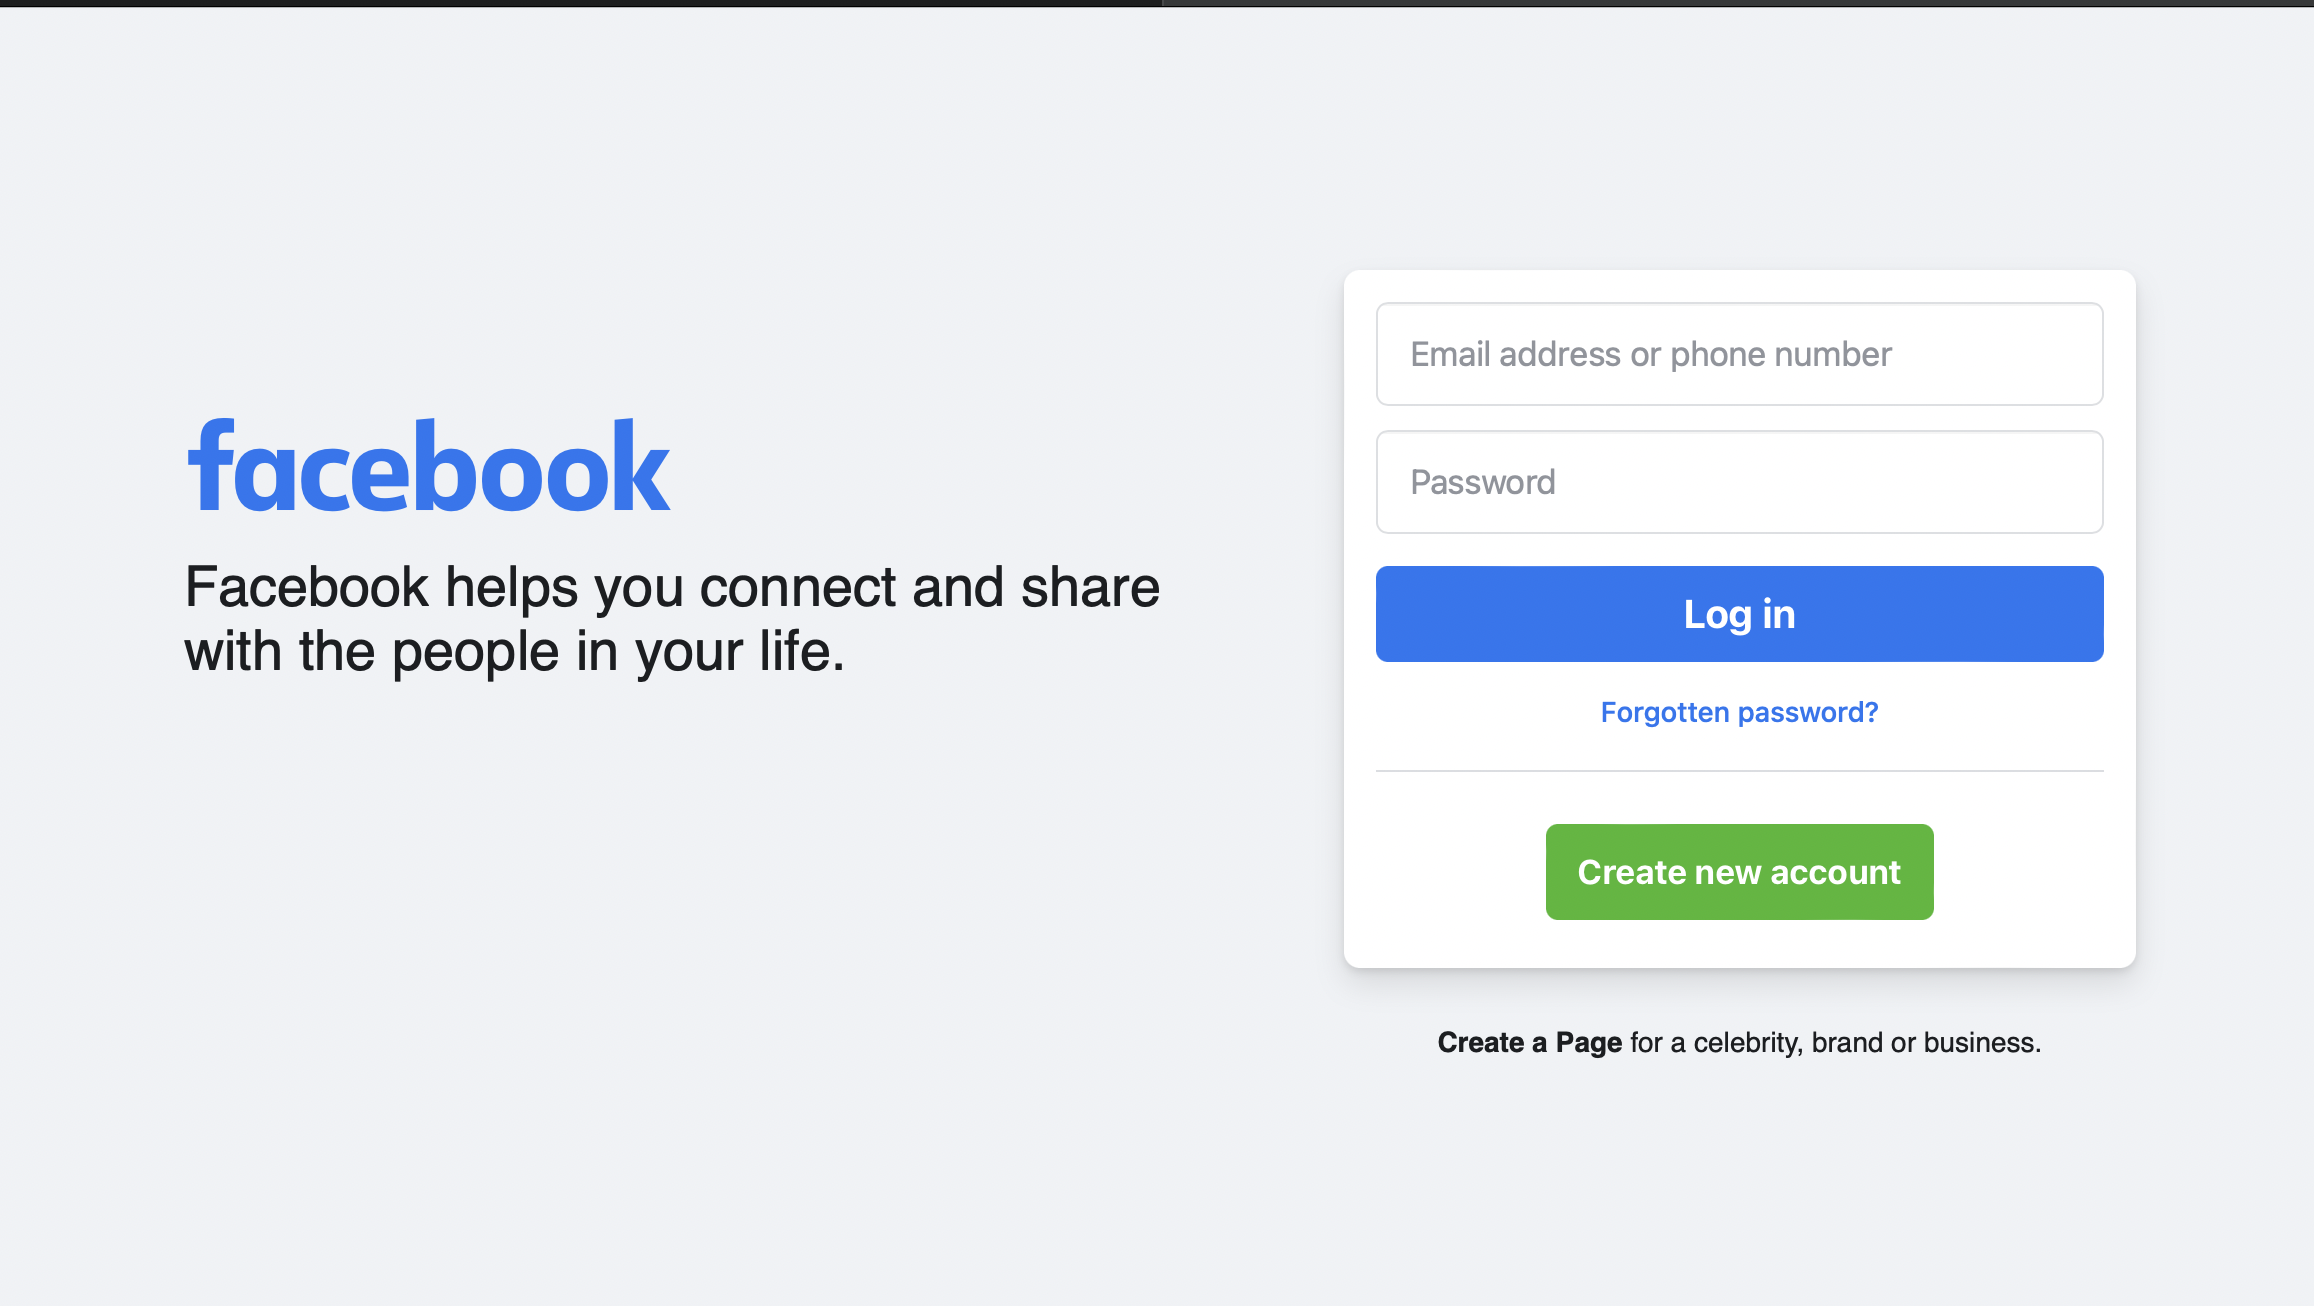 facebook
Facebook helps you connect and share
with the people in your life.
Email address or phone number
Password
Log in
Forgotten password?
Create new account
Create a Page for a celebrity, brand or business.